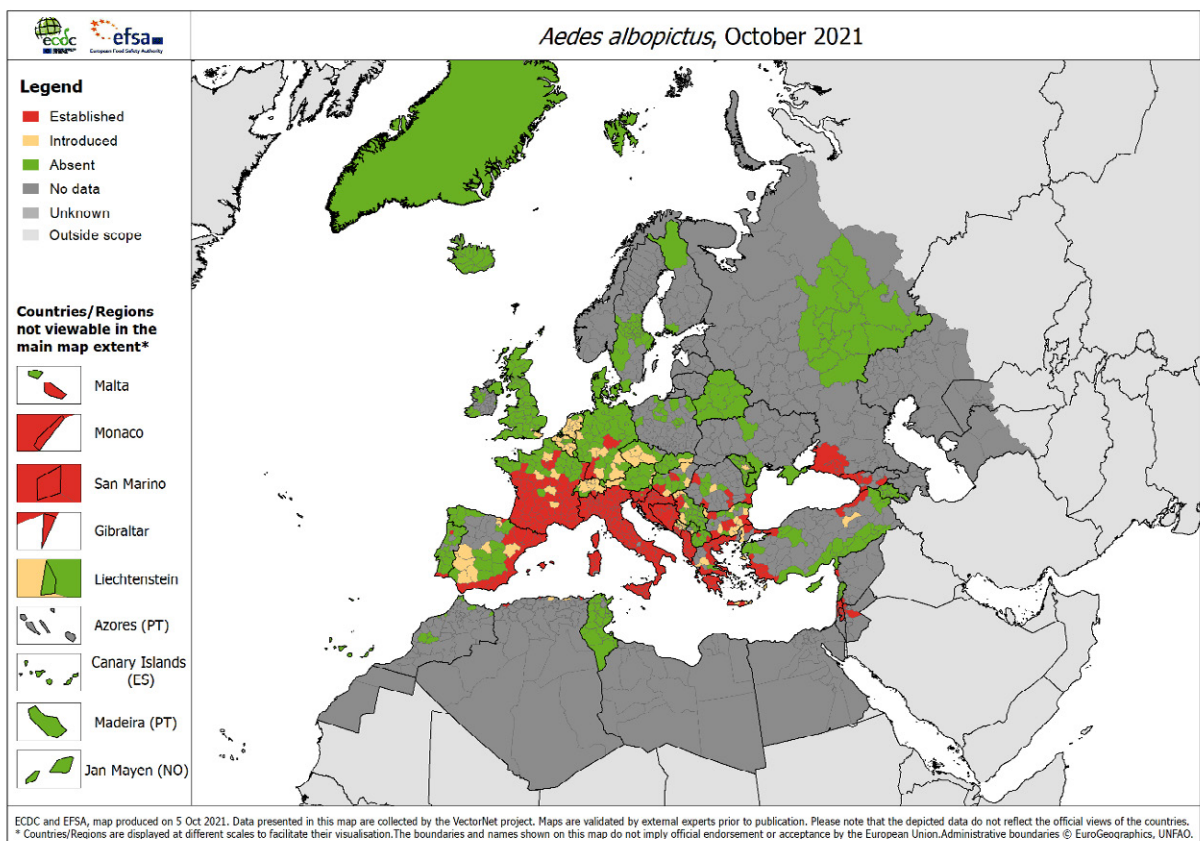 ecdc
efsa
European Food Safety Authority
Aedes albopictus, October 2021
Legend
Established
Introduced
Absent
No data
Unknown
Outside scope
Countries/Regions
not viewable in the
main map extent*
Malta
Monaco
San Marino
Gibraltar
Liechtenstein
Azores (PT)
Canary Islands
(ES)
Madeira (PT)
Jan Mayen (NO)
ECDC and EFSA, map produced on 5 Oct 2021. Data presented in this map are collected by the VectorNet project. Maps are validated by external experts prior to publication. Please note that the depicted data do not reflect the official views of the countries.
* Countries/Regions are displayed at different scales to facilitate their visualisation.The boundaries and names shown on this map do not imply official endorsement or acceptance by the European Union.Administrative boundaries © EuroGeographics, UNFAO.